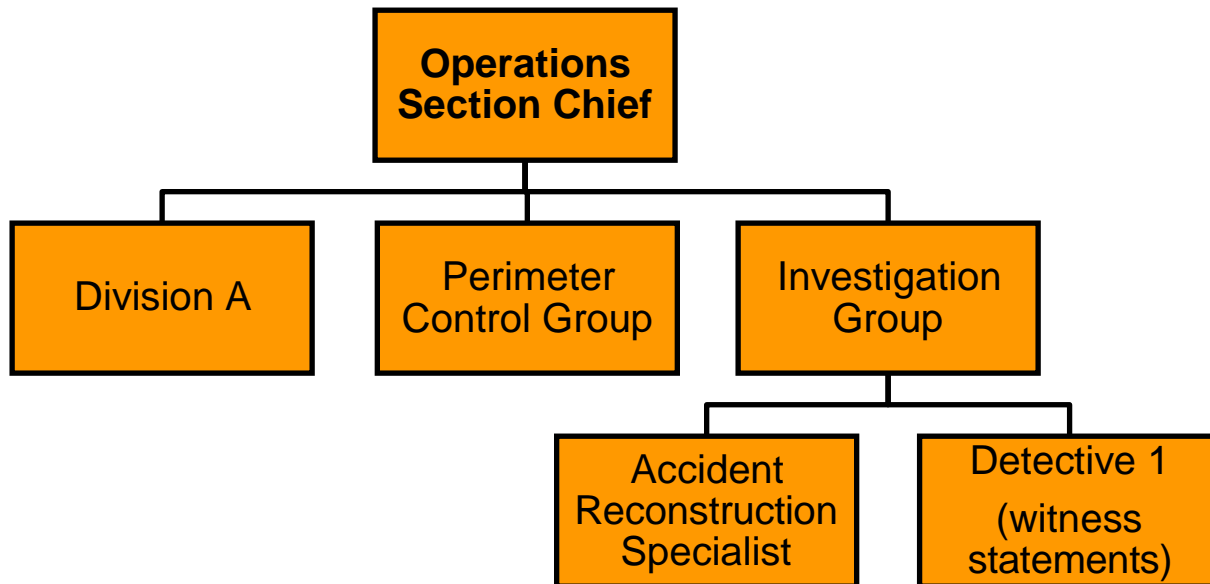 Operations
Section Chief
Division A
Perimeter
Control Group
Investigation
Group
Accident
Reconstruction
Specialist
Detective 1
(witness
statements)